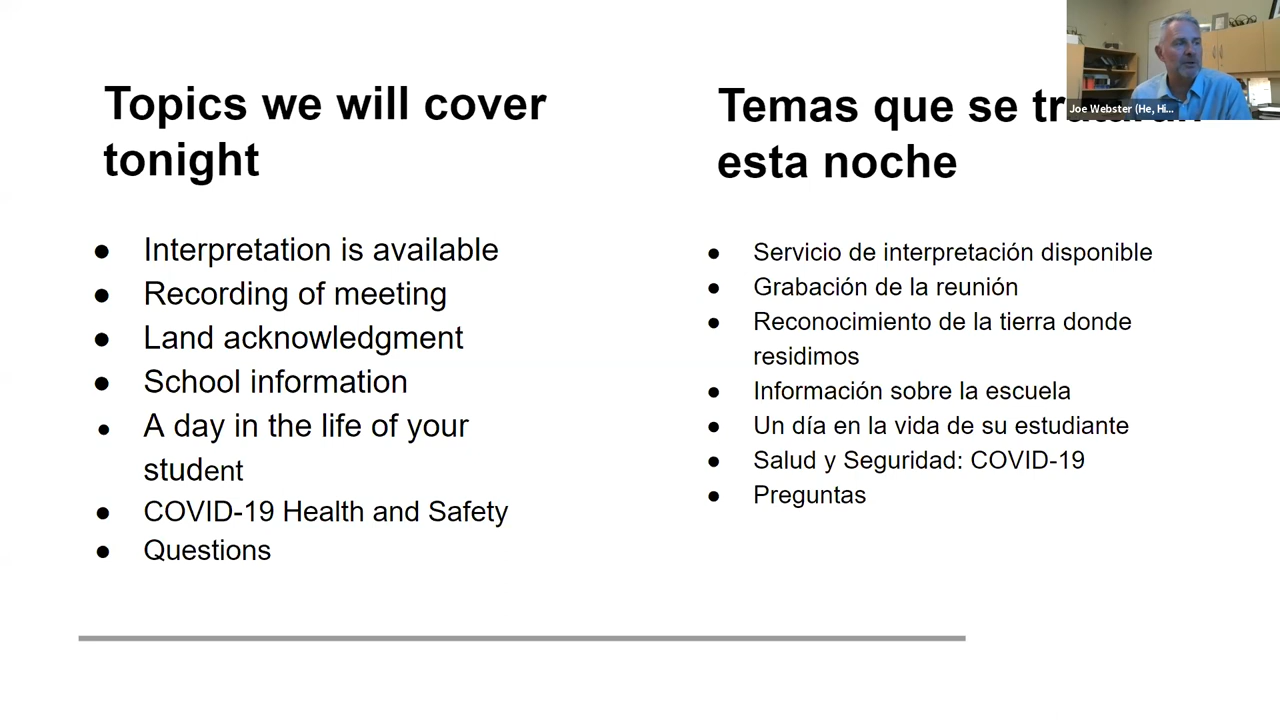 Topics we will cover
tonight
● Interpretation is available
● Recording of meeting
● Land acknowledgment
● School information
● A day in the life of your
student
● COVID-19 Health and Safety
● Questions
Temas que se
esta noche
● Servicio de interpretación disponible
● Grabación de la reunión
● Reconocimiento de la tierra donde
residimos
● Información sobre la escuela
● Un día en la vida de su estudiante
● Salud y Seguridad: COVID-19
● Preguntas
Joe Webster (He, Hi...